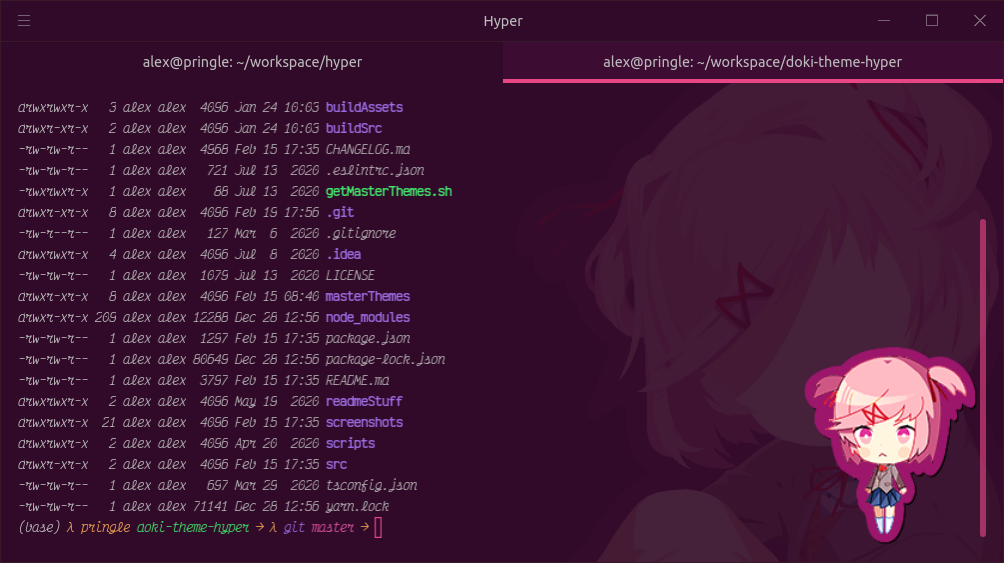 Hyper
alex@pringle: ~/workspace/hyper
alex@pringle: ~/workspace/doki-theme-hyper
drwxrwxr-x 3 alex alex 4096 Jan 24 10:03 buildAssets
drwxr-xr-x 2 alex alex 4096 Jan 24 10:03 buildSrc
-rw-rw-r-- 1 alex alex 4968 Feb 15 17:35 CHANGELOG.md
-rw-rw-r-- 1 alex alex 721 Jul 13 2020 .eslintrc.json
-rwxrwxr-x 1 alex alex 88 Jul 13 2020 getMasterThemes.sh
drwxr-xr-x 8 alex alex 4096 Feb 19 17:56 .git
-rw-r--r-- 1 alex alex 127 Mar 6 2020 .gitignore
drwxrwxr-x 4 alex alex 4096 Jul 8 2020 .idea
-rw-rw-r-- 1 alex alex 1079 Jul 13 2020 LICENSE
drwxrwxr-x 8 alex alex 4096 Feb 15 08:40 masterThemes
drwxr-xr-x 209 alex alex 12288 Dec 28 12:56 node_modules
-rw-rw-r-- 1 alex alex 1297 Feb 15 17:35 package.json
-rw-rw-r-- 1 alex alex 80649 Dec 28 12:56 package-lock.json
-rw-rw-r-- 1 alex alex 3797 Feb 15 17:35 README.md
drwxrwxr-x 2 alex alex 4096 May 19 2020 readmeStuff
drwxrwxr-x 21 alex alex 4096 Feb 15 17:35 screenshots
drwxrwxr-x 2 alex alex 4096 Apr 20 2020 scripts
drwxr-xr-x 2 alex alex 4096 Feb 15 17:35 src
-rw-rw-r-- 1 alex alex 697 Mar 29 2020 tsconfig.json
-rw-rw-r-- 1 alex alex 71141 Dec 28 12:56 yarn.lock
(base) λ pringle doki-theme-hyper → λ git master →